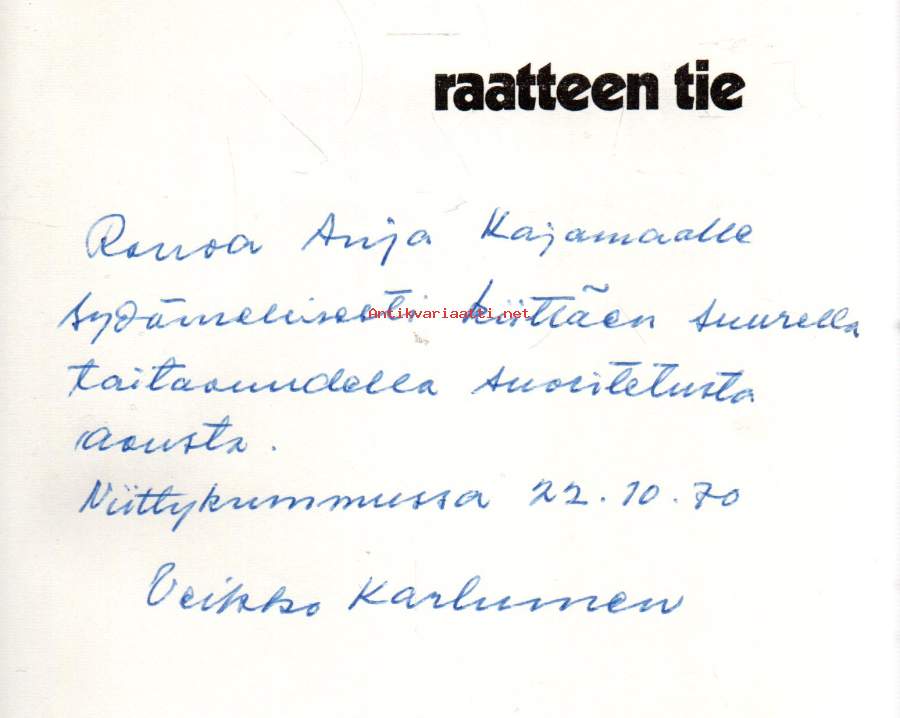 raatteen tie
Rouva Anja Kajamaalle
sydämellisesti kiittäen suurella
Antikvariaatti.net
taitavuudella suoritetusta
avusta.
Niittykummussa 22.10.70
Veikko Karhunen